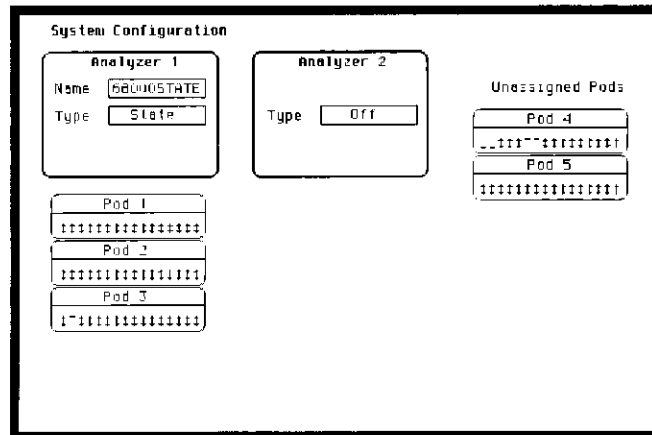 System Configuration
Analyzer 1
Name 68000STATE
Type State
Analyzer 2
Type Off
Unassigned Pods
Pod 4
Pod 5
Pod 1
Pod 2
Pod 3